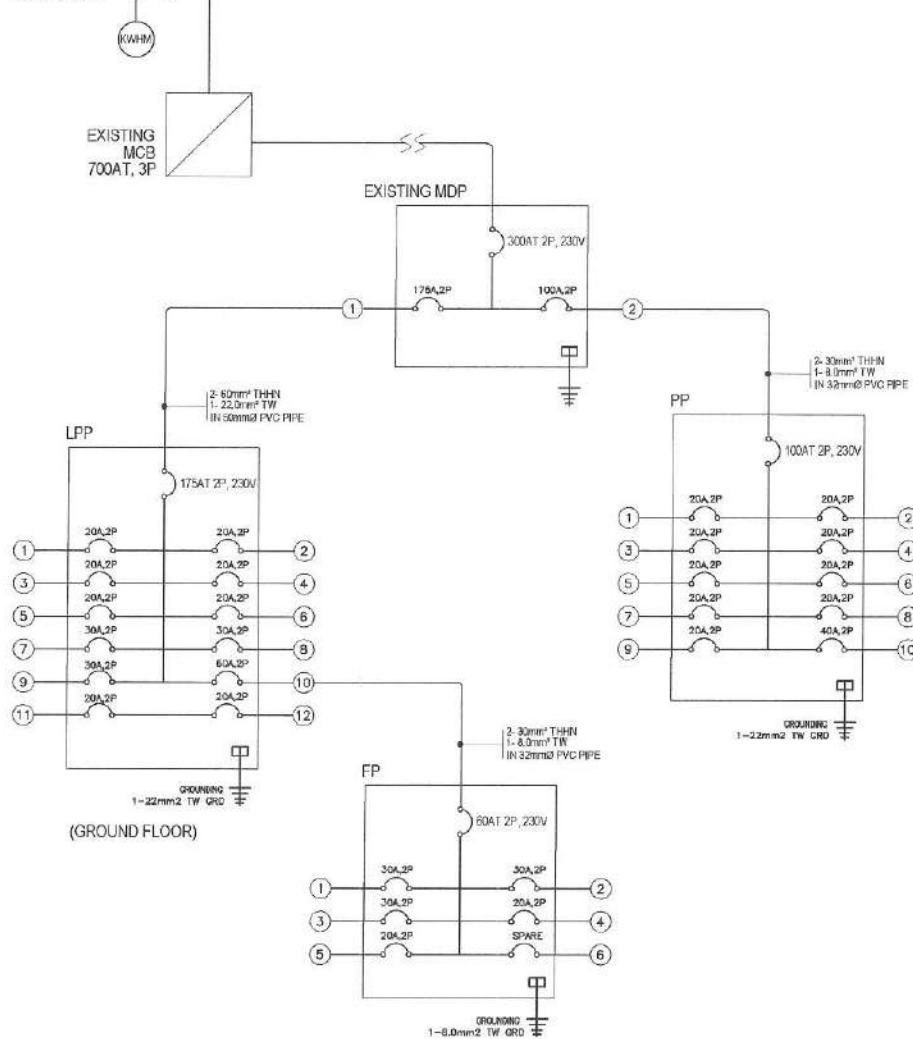 KWHM
EXISTING
MCB
700AT, 3P
EXISTING MDP
300AT 2P, 230V
175A,2P
100A,2P
1
2
2- 60mm² THHN
1- 22.0mm² TW
IN 50mmØ PVC PIPE
2- 30mm² THHN
1- 8.0mm² TW
IN 32mmØ PVC PIPE
LPP
175AT 2P, 230V
1 20A,2P 20A,2P 2
3 20A,2P 20A,2P 4
5 20A,2P 20A,2P 6
7 30A,2P 30A,2P 8
9 30A,2P 60A,2P 10
11 20A,2P 20A,2P 12
GROUNDING
1-22mm2 TW GRD
(GROUND FLOOR)
PP
100AT 2P, 230V
1 20A,2P 20A,2P 2
3 20A,2P 20A,2P 4
5 20A,2P 20A,2P 6
7 20A,2P 20A,2P 8
9 20A,2P 40A,2P 10
GROUNDING
1-22mm2 TW GRD
2- 30mm² THHN
1- 8.0mm² TW
IN 32mmØ PVC PIPE
FP
60AT 2P, 230V
1 30A,2P 30A,2P 2
3 30A,2P 20A,2P 4
5 20A,2P SPARE 6
GROUNDING
1-8.0mm2 TW GRD